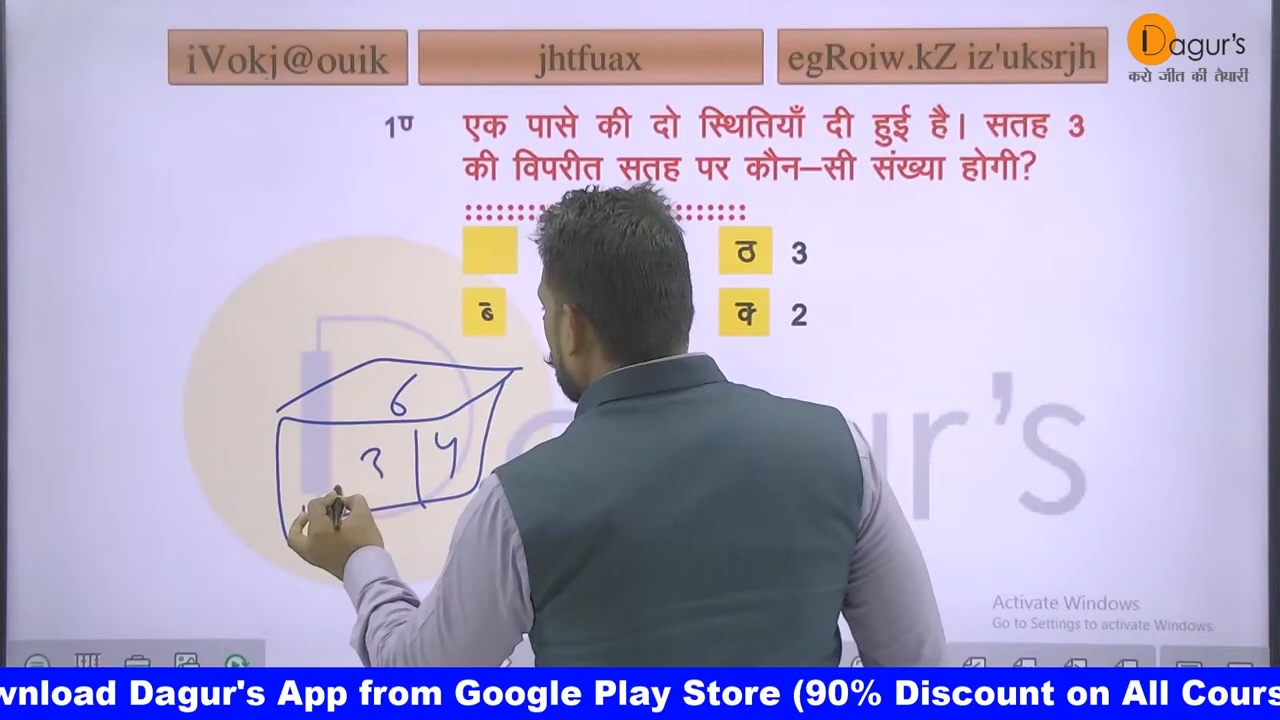 iVokj@ouik jhtfuax egRoiw.kZ iz'uksrjh
Dagur's
करो जीत की तैयारी
1ण एक पासे की दो स्थितियाँ दी हुई है। सतह 3
की विपरीत सतह पर कौन–सी संख्या होगी?
ठ 3
ब् क् 2
6
3 4
Activate Windows
Go to Settings to activate Windows.
wnload Dagur's App from Google Play Store (90% Discount on All Cours